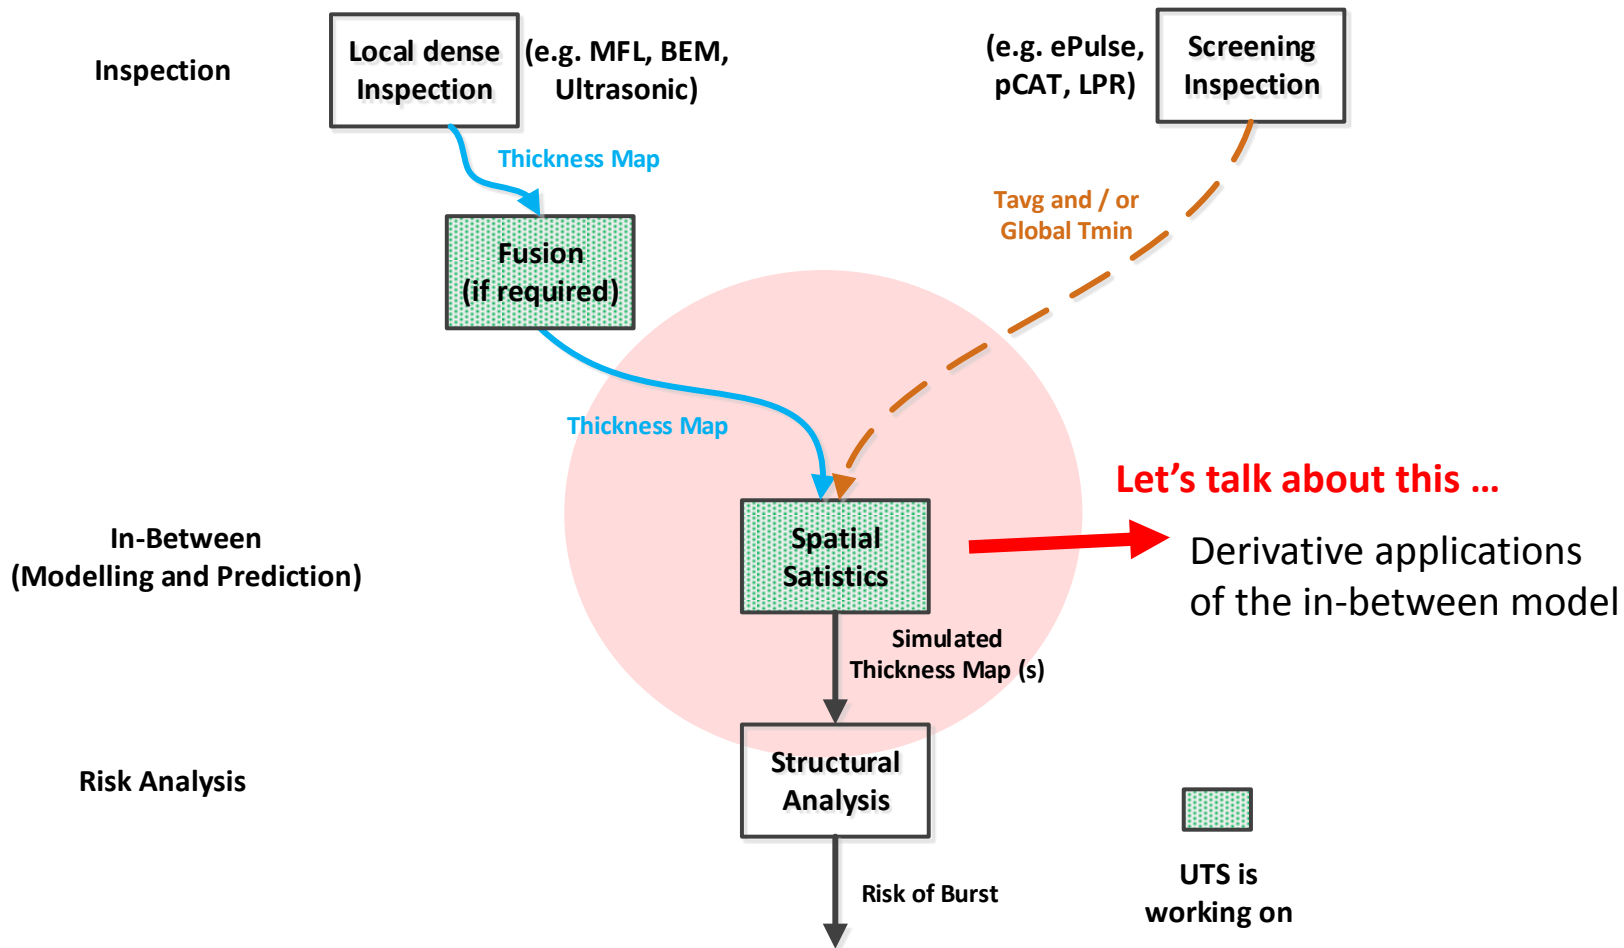 Inspection
Local dense
Inspection
(e.g. MFL, BEM,
Ultrasonic)
(e.g. ePulse,
pCAT, LPR)
Screening
Inspection
Thickness Map
Tavg and / or
Global Tmin
Fusion
(if required)
Thickness Map
Let's talk about this ...
In-Between
(Modelling and Prediction)
Spatial
Satistics
Derivative applications
of the in-between model
Simulated
Thickness Map (s)
Risk Analysis
Structural
Analysis
Risk of Burst
UTS is
working on